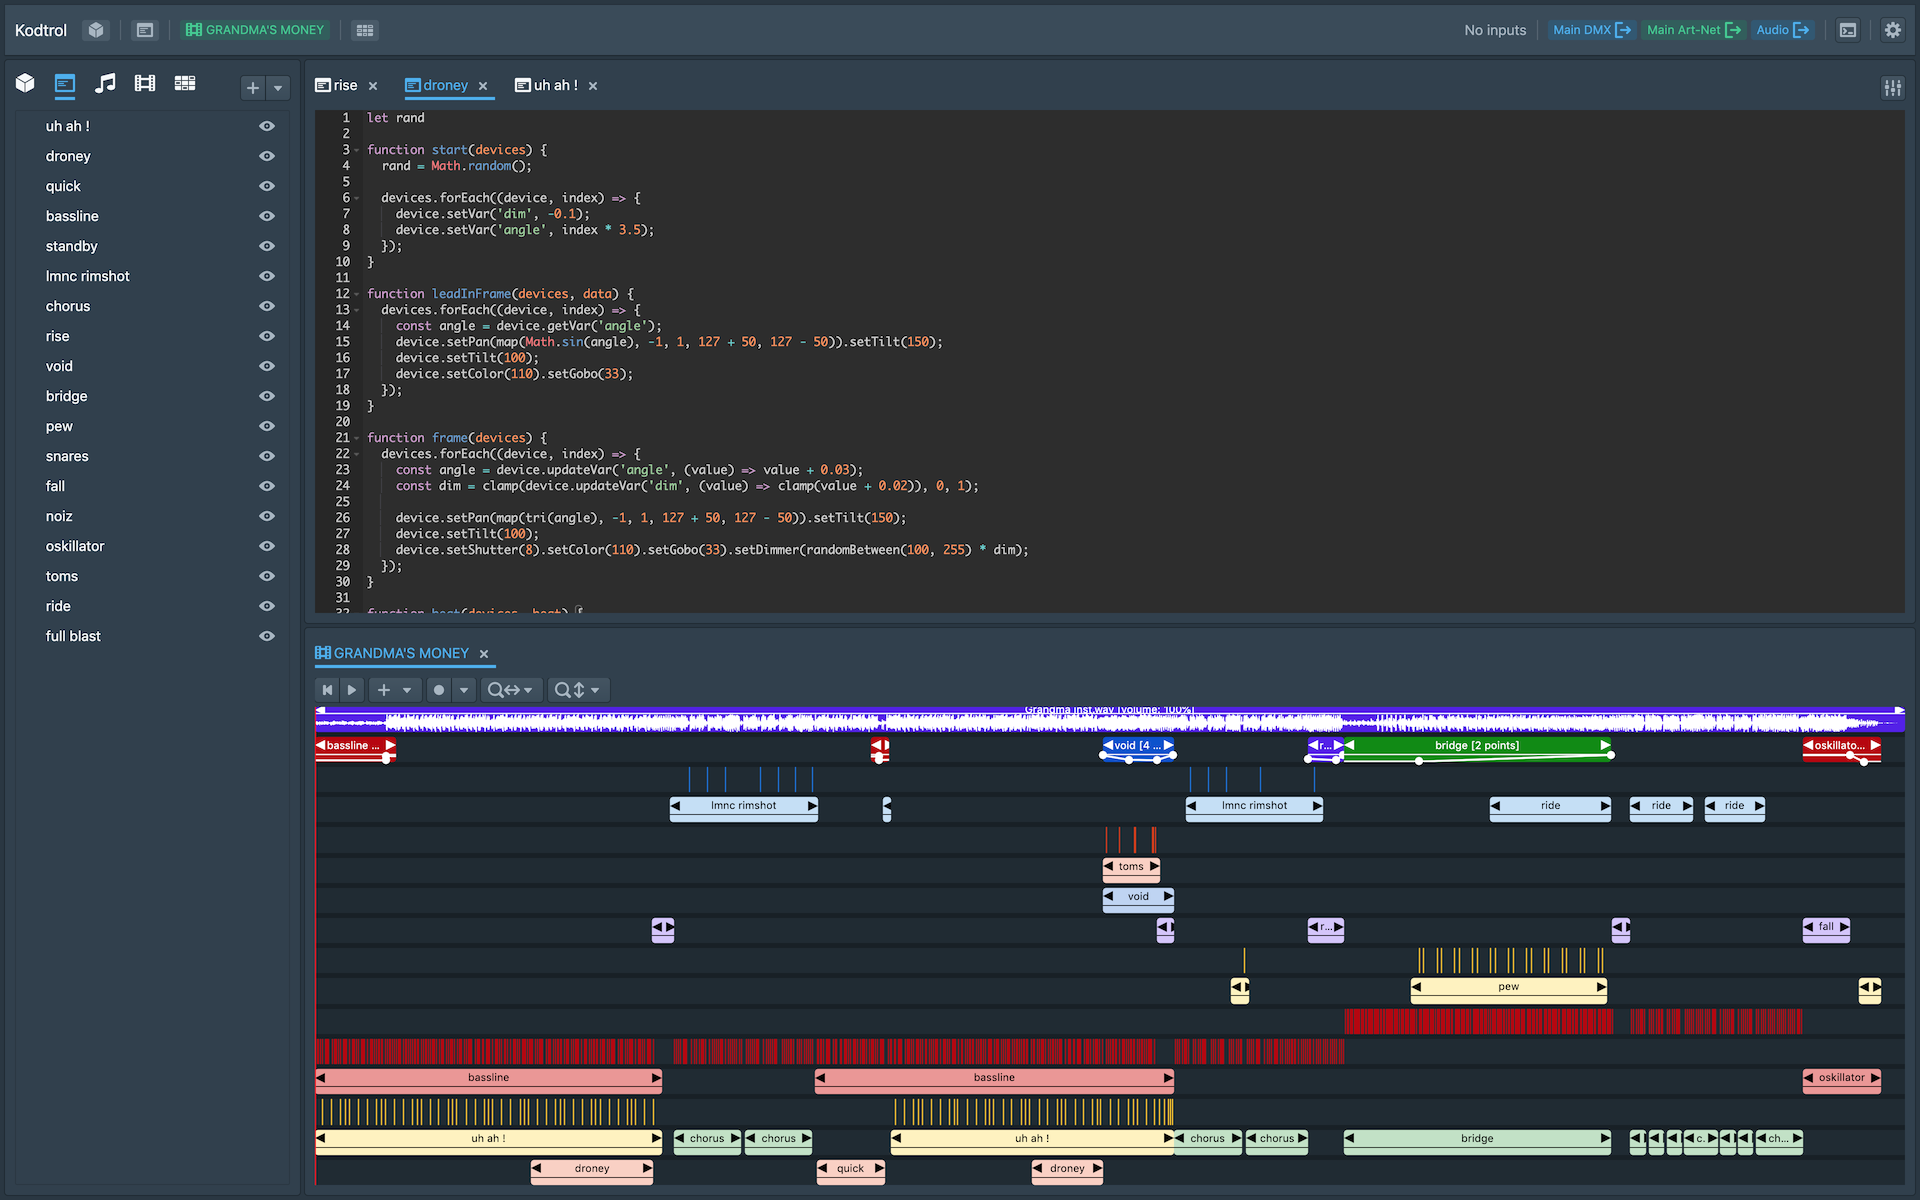 Kodtrol GRANDMA'S MONEY No inputs Main DMX Main Art-Net Audio
uh ah !
droney
quick
bassline
standby
lmnc rimshot
chorus
rise
void
bridge
pew
snares
fall
noiz
oskillator
toms
ride
full blast
rise droney uh ah !
1 let rand
2
3 function start(devices) {
4 rand = Math.random();
5
6 devices.forEach((device, index) => {
7 device.setVar('dim', -0.1);
8 device.setVar('angle', index * 3.5);
9 });
10 }
11
12 function leadInFrame(devices, data) {
13 devices.forEach((device, index) => {
14 const angle = device.getVar('angle');
15 device.setPan(map(Math.sin(angle), -1, 1, 127 + 50, 127 - 50)).setTilt(150);
16 device.setTilt(100);
17 device.setColor(110).setGobo(33);
18 });
19 }
20
21 function frame(devices) {
22 devices.forEach((device, index) => {
23 const angle = device.updateVar('angle', (value) => value + 0.03);
24 const dim = clamp(device.updateVar('dim', (value) => clamp(value + 0.02)), 0, 1);
25
26 device.setPan(map(tri(angle), -1, 1, 127 + 50, 127 - 50)).setTilt(150);
27 device.setTilt(100);
28 device.setShutter(8).setColor(110).setGobo(33).setDimmer(randomBetween(100, 255) * dim);
29 });
30 }
31
32 function beat(devices, beat) {
GRANDMA'S MONEY
Grandma inst.wav [Volume: 100%]
bassline ... void [4 ... r... bridge [2 points] oskillato...
lmnc rimshot lmnc rimshot ride ride ride
toms
void
r... fall
pew
bassline bassline oskillator
uh ah ! chorus chorus uh ah ! chorus chorus bridge c. ch...
droney quick droney